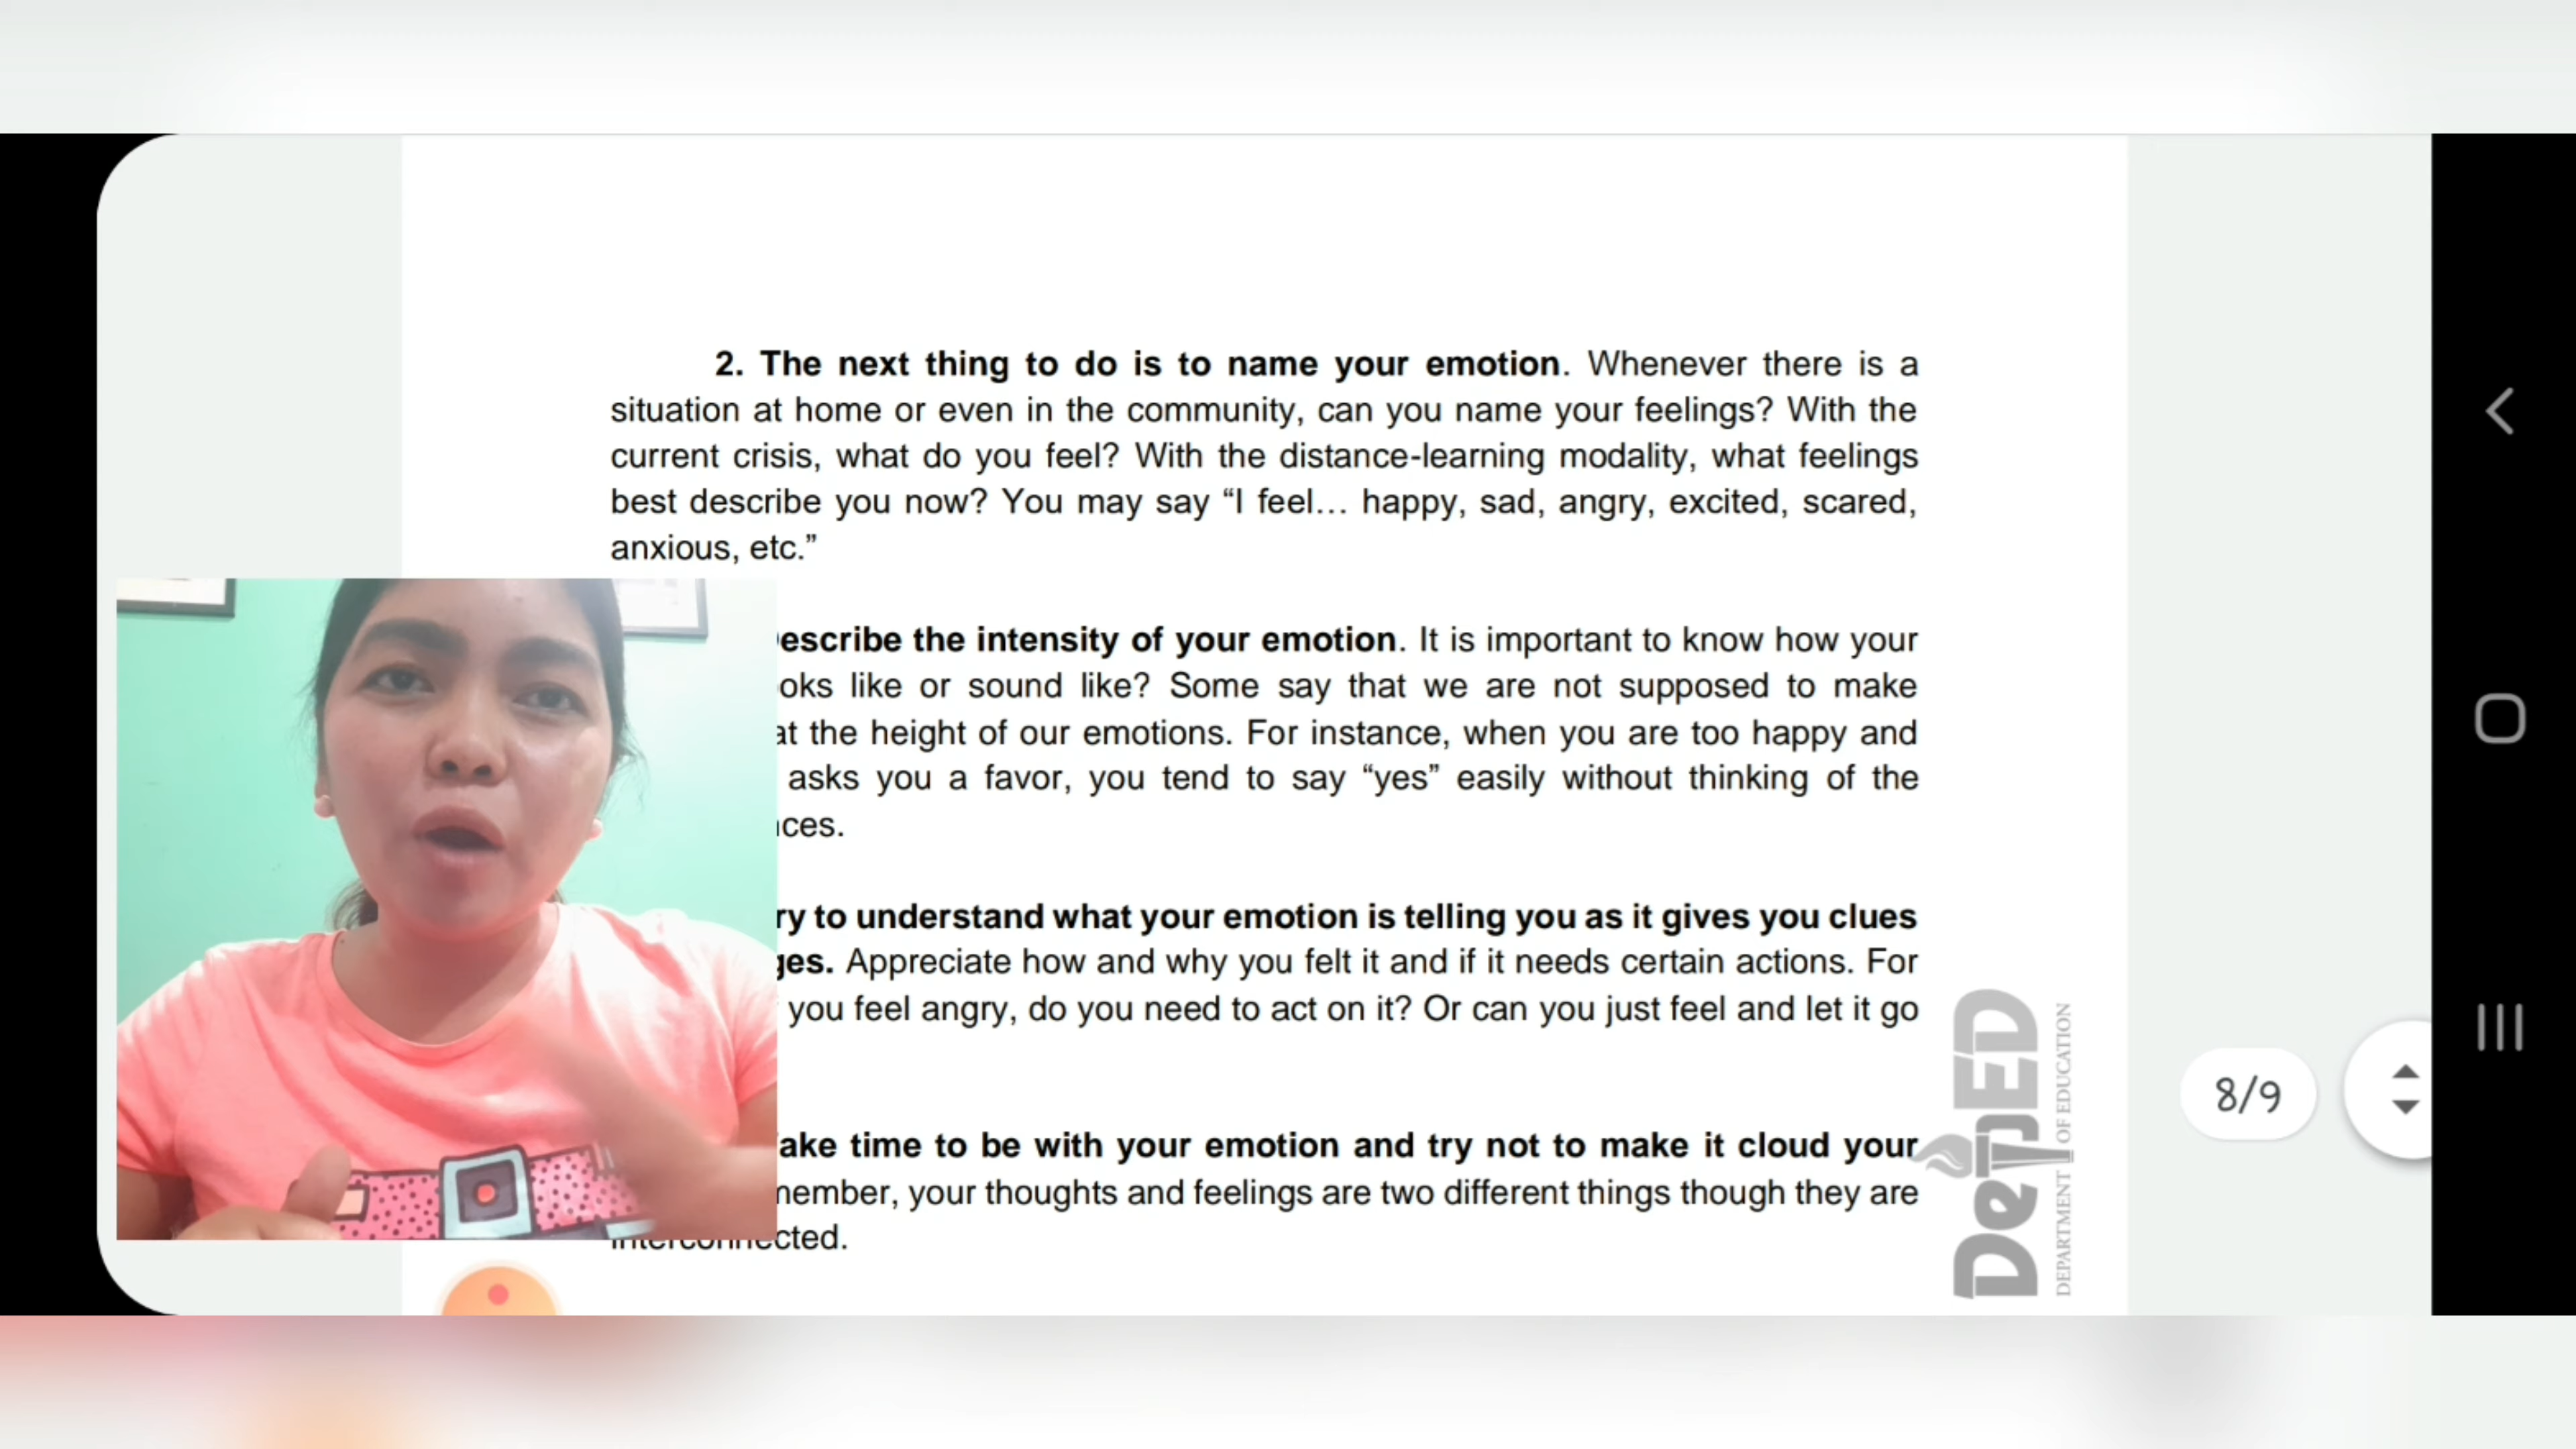 2. The next thing to do is to name your emotion. Whenever there is a
situation at home or even in the community, can you name your feelings? With the
current crisis, what do you feel? With the distance-learning modality, what feelings
best describe you now? You may say “I feel… happy, sad, angry, excited, scared,
anxious, etc.”
the intensity of your emotion. It is important to know how your
like or sound like? Some say that we are not supposed to make
at the height of our emotions. For instance, when you are too happy and
asks you a favor, you tend to say “yes” easily without thinking of the
to understand what your emotion is telling you as it gives you clues
Appreciate how and why you felt it and if it needs certain actions. For
you feel angry, do you need to act on it? Or can you just feel and let it go
time to be with your emotion and try not to make it cloud your
your thoughts and feelings are two different things though they are
interconnected.
DepED
DEPARTMENT OF EDUCATION
8/9